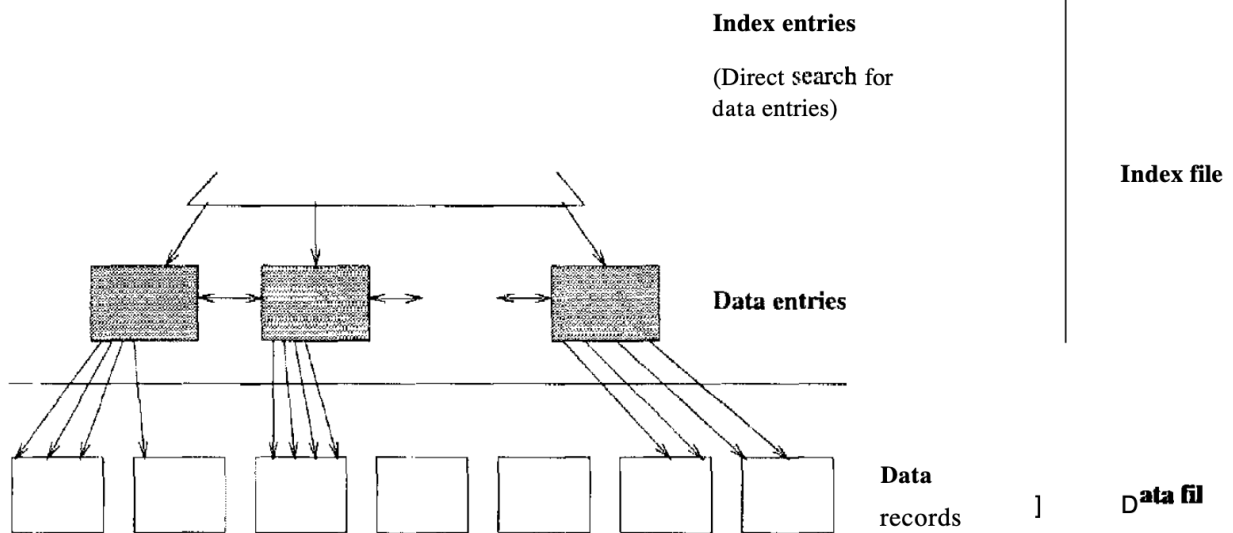 Index entries
(Direct search for
data entries)
Index file
Data entries
Data
records ]
Data fil